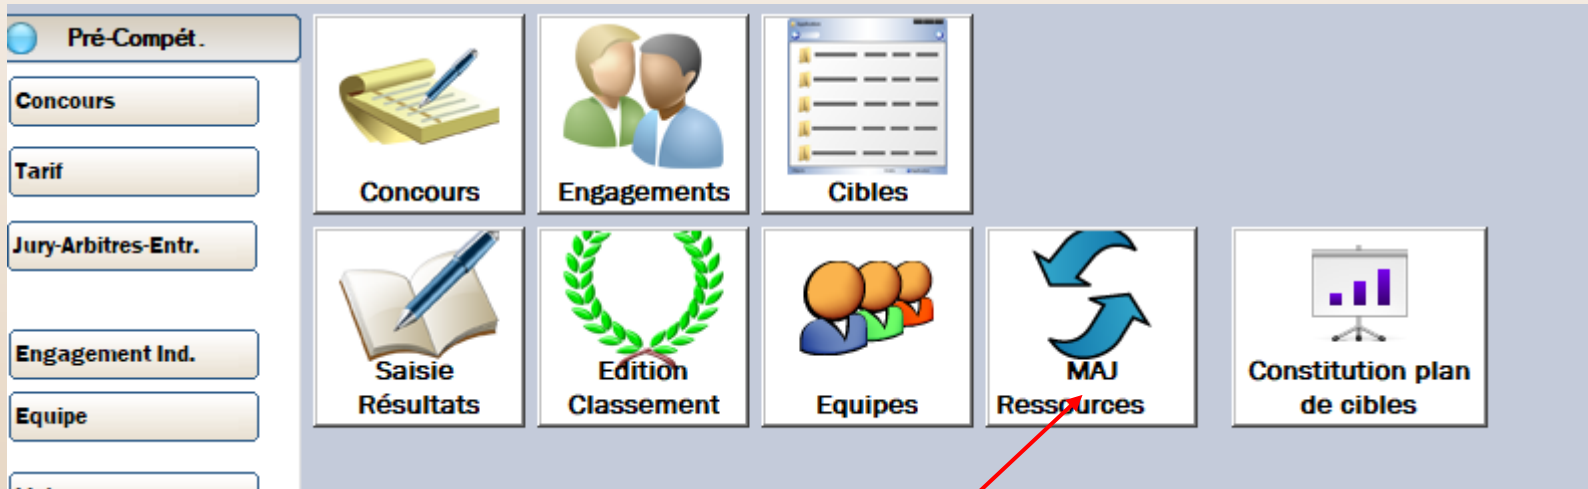 Pré-Compét.
Concours
Tarif
Jury-Arbitres-Entr.
Engagement Ind.
Equipe
Concours
Engagements
Cibles
Saisie
Résultats
Edition
Classement
Equipes
MAJ
Ressources
Constitution plan
de cibles